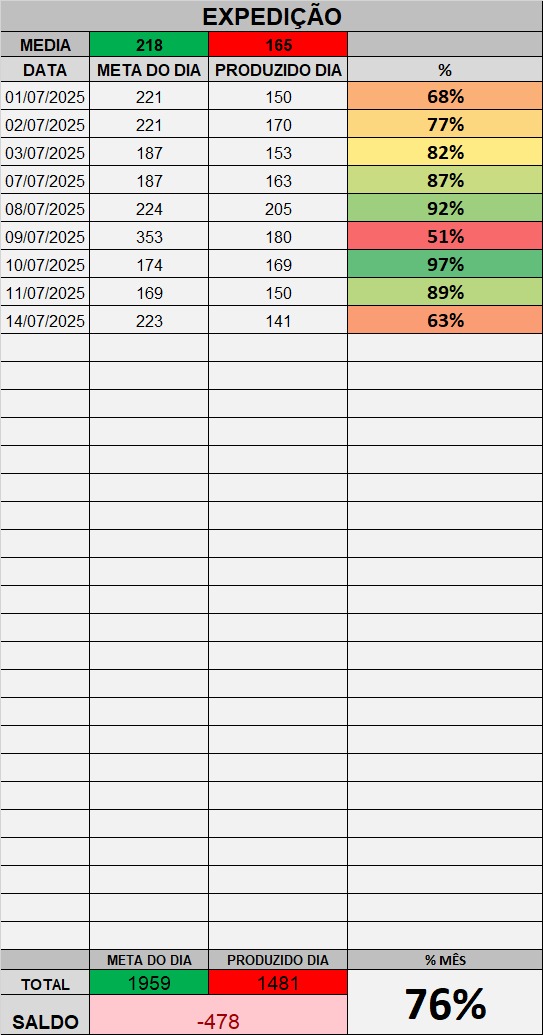 EXPEDIÇÃO
MEDIA 218 165
DATA META DO DIA PRODUZIDO DIA %
01/07/2025 221 150 68%
02/07/2025 221 170 77%
03/07/2025 187 153 82%
07/07/2025 187 163 87%
08/07/2025 224 205 92%
09/07/2025 353 180 51%
10/07/2025 174 169 97%
11/07/2025 169 150 89%
14/07/2025 223 141 63%
META DO DIA PRODUZIDO DIA % MÊS
TOTAL 1959 1481 76%
SALDO -478